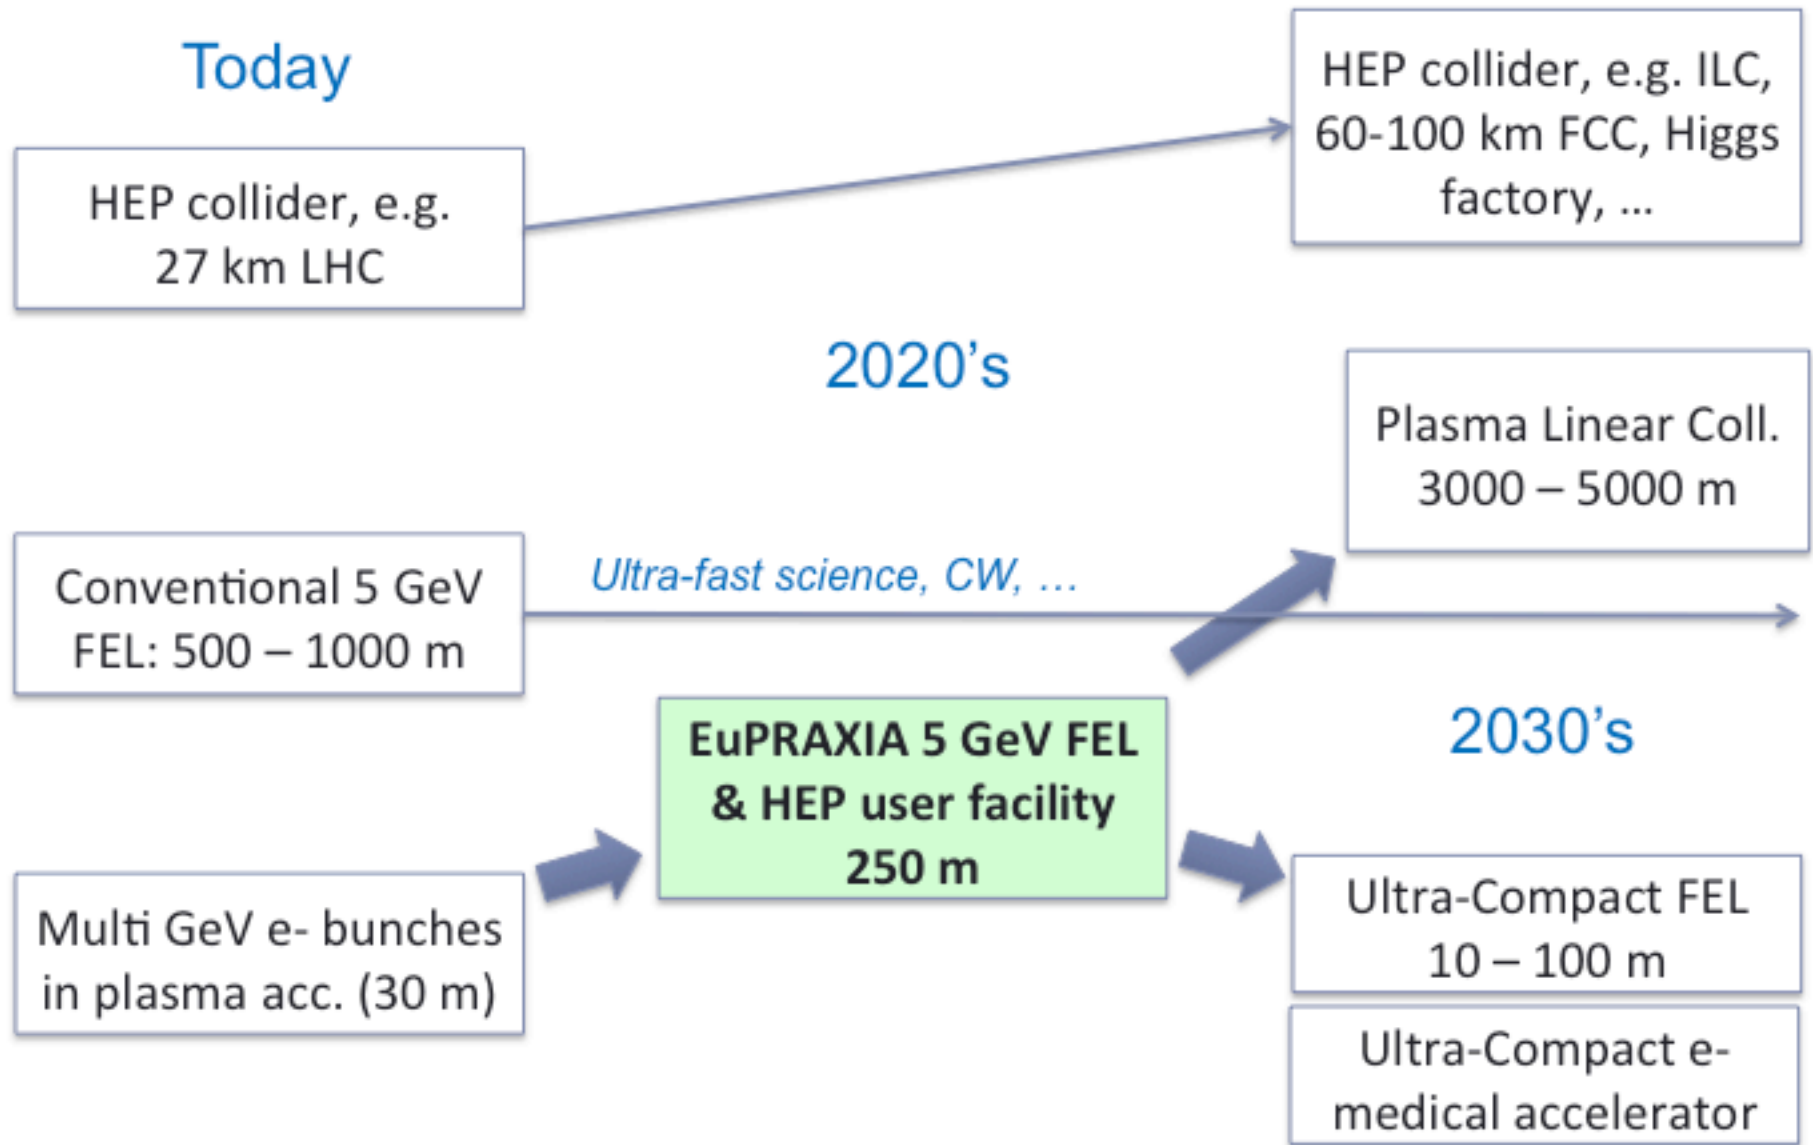 Today
HEP collider, e.g.
27 km LHC
HEP collider, e.g. ILC,
60-100 km FCC, Higgs
factory, ...
2020’s
Plasma Linear Coll.
3000 – 5000 m
Conventional 5 GeV
FEL: 500 – 1000 m
Ultra-fast science, CW, ...
EuPRAXIA 5 GeV FEL
& HEP user facility
250 m
2030’s
Multi GeV e- bunches
in plasma acc. (30 m)
Ultra-Compact FEL
10 – 100 m
Ultra-Compact e-
medical accelerator